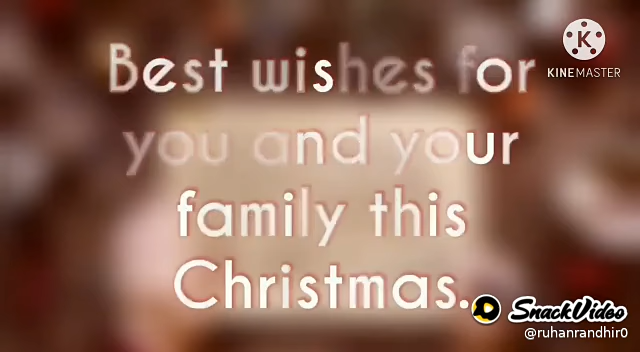 Best wishes for
you and your
family this
Christmas.
KINEMASTER
SnackVideo
@ruhanrandhir0